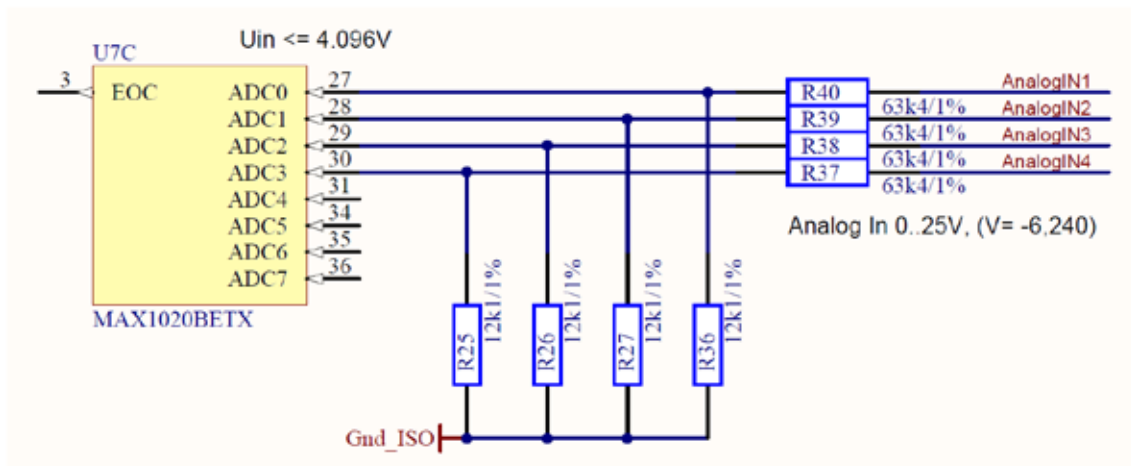 Uin <= 4.096V
U7C
3
EOC
ADC0 27
ADC1 28
ADC2 29
ADC3 30
ADC4 31
ADC5 34
ADC6 35
ADC7 36
MAX1020BETX
R40 63k4/1% AnalogIN1
R39 63k4/1% AnalogIN2
R38 63k4/1% AnalogIN3
R37 63k4/1% AnalogIN4
Analog In 0..25V, (V= -6,240)
R25 12k1/1%
R26 12k1/1%
R27 12k1/1%
R36 12k1/1%
Gnd_ISO